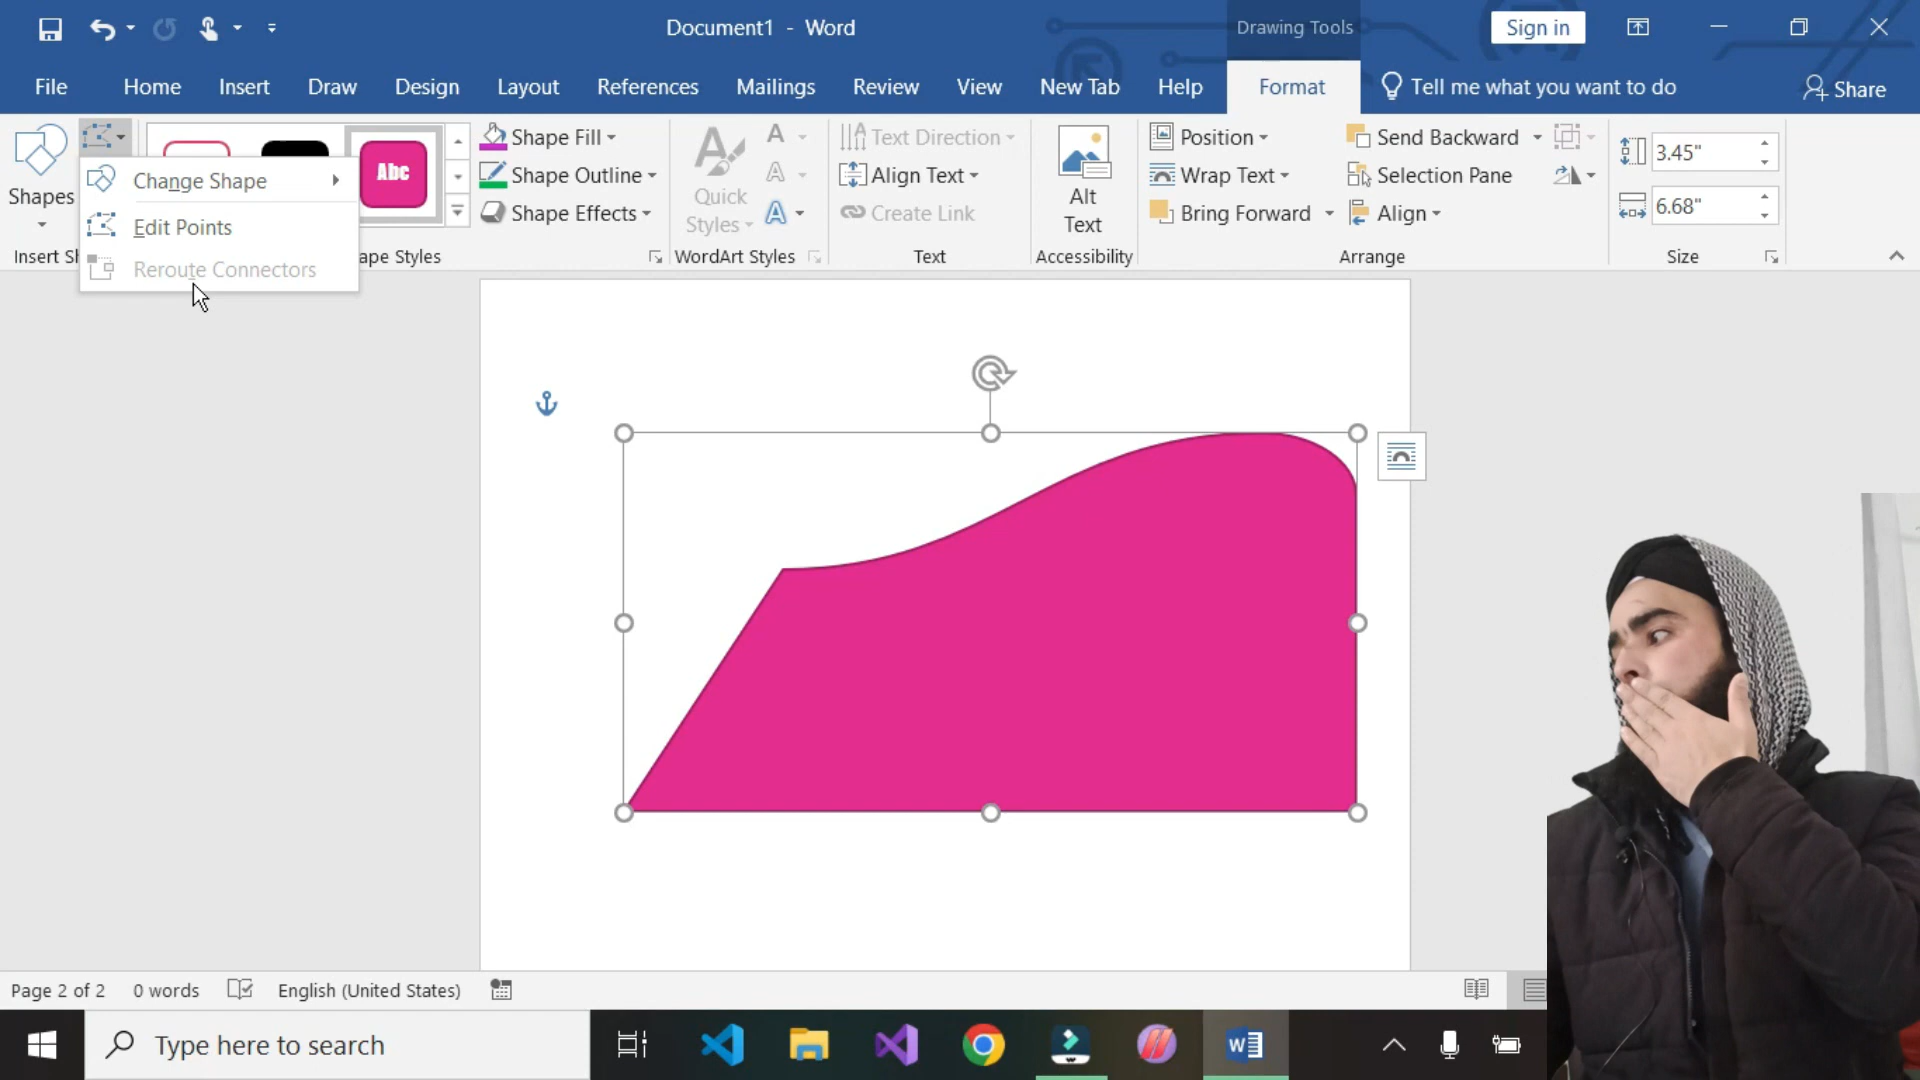 Document1 - Word
Drawing Tools
Sign in
File Home Insert Draw Design Layout References Mailings Review View New Tab Help Format Tell me what you want to do Share
Shapes
Change Shape
Edit Points
Reroute Connectors
Insert Sh
Abc
ape Styles
Shape Fill
Shape Outline
Shape Effects
Quick
Styles
WordArt Styles
Text Direction
Align Text
Create Link
Text
Alt
Text
Accessibility
Position
Wrap Text
Bring Forward
Send Backward
Selection Pane
Align
Arrange
3.45"
6.68"
Size
Page 2 of 2 0 words English (United States)
Type here to search